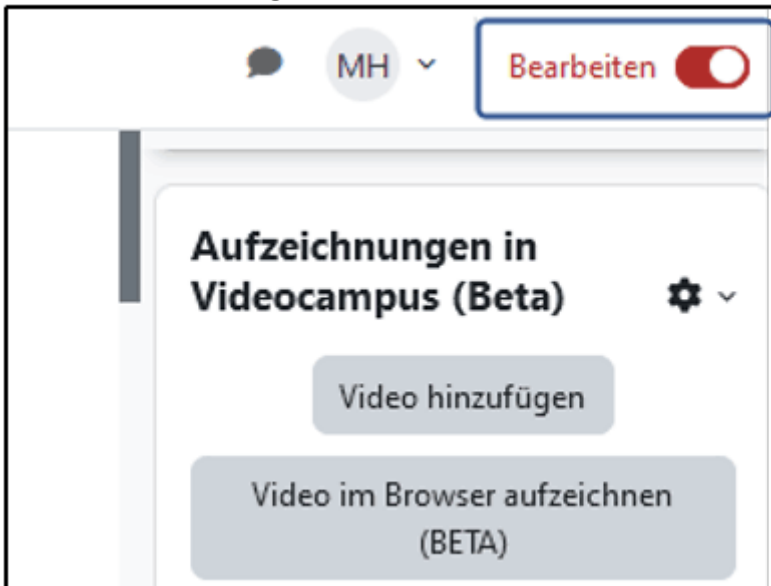 MH
Bearbeiten
Aufzeichnungen in
Videocampus (Beta)
Video hinzufügen
Video im Browser aufzeichnen
(BETA)